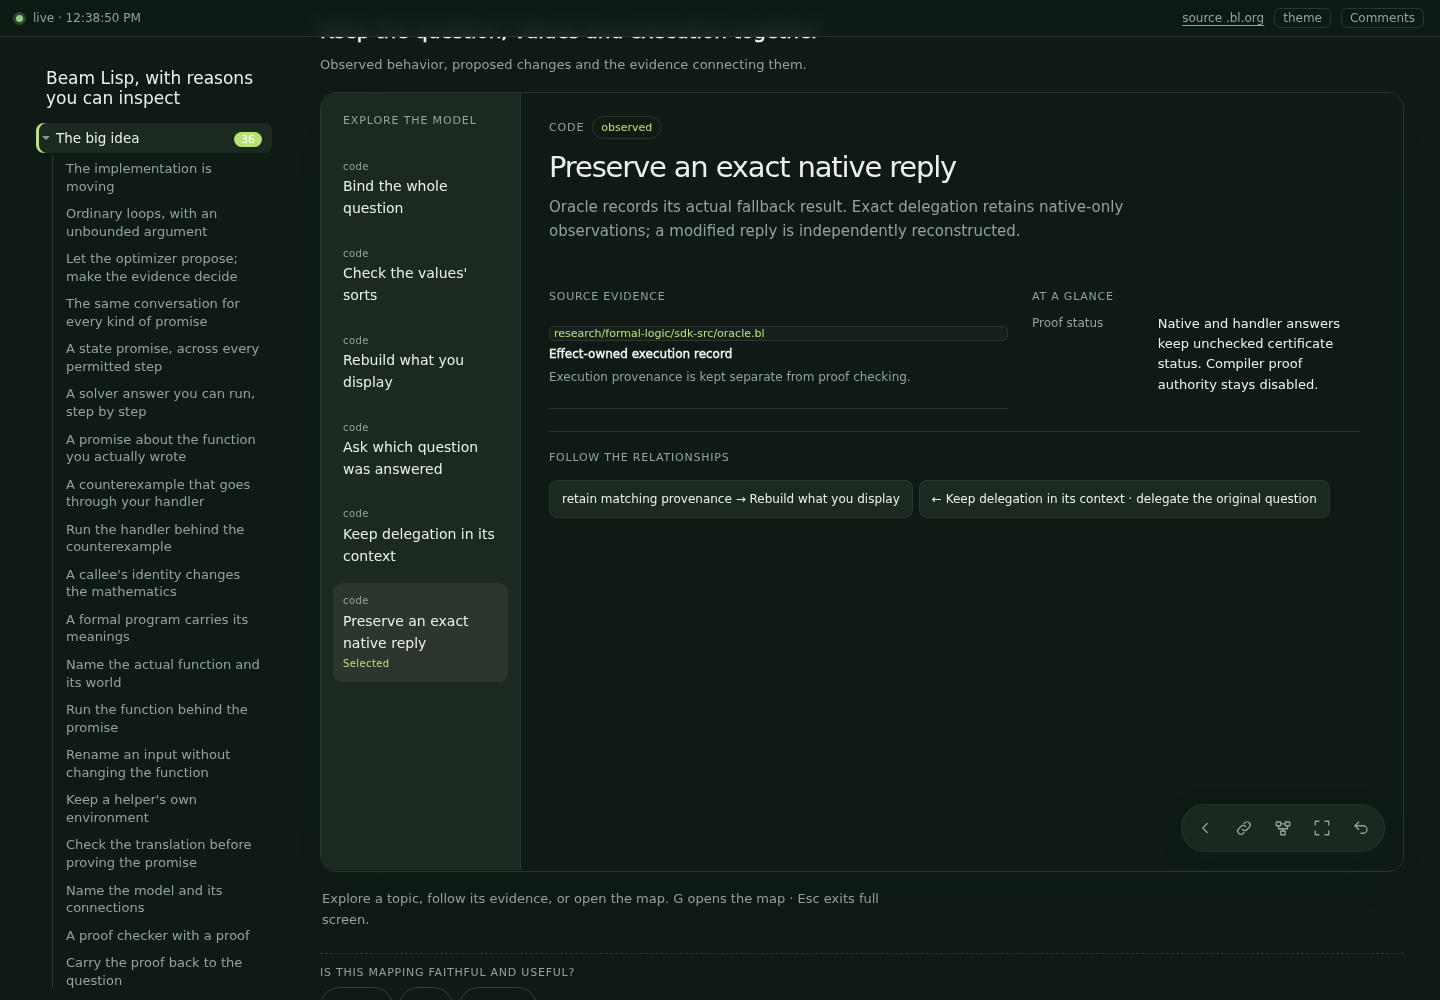 live · 12:38:50 PM
source .bl.org
theme
Comments
Beam Lisp, with reasons
you can inspect
The big idea
36
The implementation is
moving
Ordinary loops, with an
unbounded argument
Let the optimizer propose;
make the evidence decide
The same conversation for
every kind of promise
A state promise, across every
permitted step
A solver answer you can run,
step by step
A promise about the function
you actually wrote
A counterexample that goes
through your handler
Run the handler behind the
counterexample
A callee's identity changes
the mathematics
A formal program carries its
meanings
Name the actual function and
its world
Run the function behind the
promise
Rename an input without
changing the function
Keep a helper's own
environment
Check the translation before
proving the promise
Name the model and its
connections
A proof checker with a proof
Carry the proof back to the
question
Keep the question, values and execution together
Observed behavior, proposed changes and the evidence connecting them.
EXPLORE THE MODEL
code
Bind the whole
question
code
Check the values'
sorts
code
Rebuild what you
display
code
Ask which question
was answered
code
Keep delegation in its
context
code
Preserve an exact
native reply
Selected
CODE
observed
Preserve an exact native reply
Oracle records its actual fallback result. Exact delegation retains native-only
observations; a modified reply is independently reconstructed.
SOURCE EVIDENCE
research/formal-logic/sdk-src/oracle.bl
Effect-owned execution record
Execution provenance is kept separate from proof checking.
AT A GLANCE
Proof status
Native and handler answers
keep unchecked certificate
status. Compiler proof
authority stays disabled.
FOLLOW THE RELATIONSHIPS
retain matching provenance → Rebuild what you display
← Keep delegation in its context · delegate the original question
Explore a topic, follow its evidence, or open the map. G opens the map · Esc exits full
screen.
IS THIS MAPPING FAITHFUL AND USEFUL?